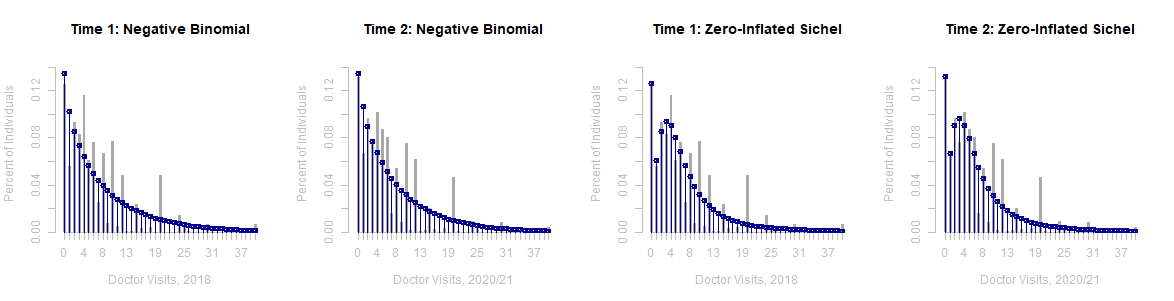 Time 1: Negative Binomial
Percent of Individuals
0.12
0.08
0.04
0.00
0 4 8 13 19 25 31 37
Doctor Visits, 2018
Time 2: Negative Binomial
Percent of Individuals
0.12
0.08
0.04
0.00
0 4 8 13 19 25 31 37
Doctor Visits, 2020/21
Time 1: Zero-Inflated Sichel
Percent of Individuals
0.12
0.08
0.04
0.00
0 4 8 13 19 25 31 37
Doctor Visits, 2018
Time 2: Zero-Inflated Sichel
Percent of Individuals
0.12
0.08
0.04
0.00
0 4 8 13 19 25 31 37
Doctor Visits, 2020/21